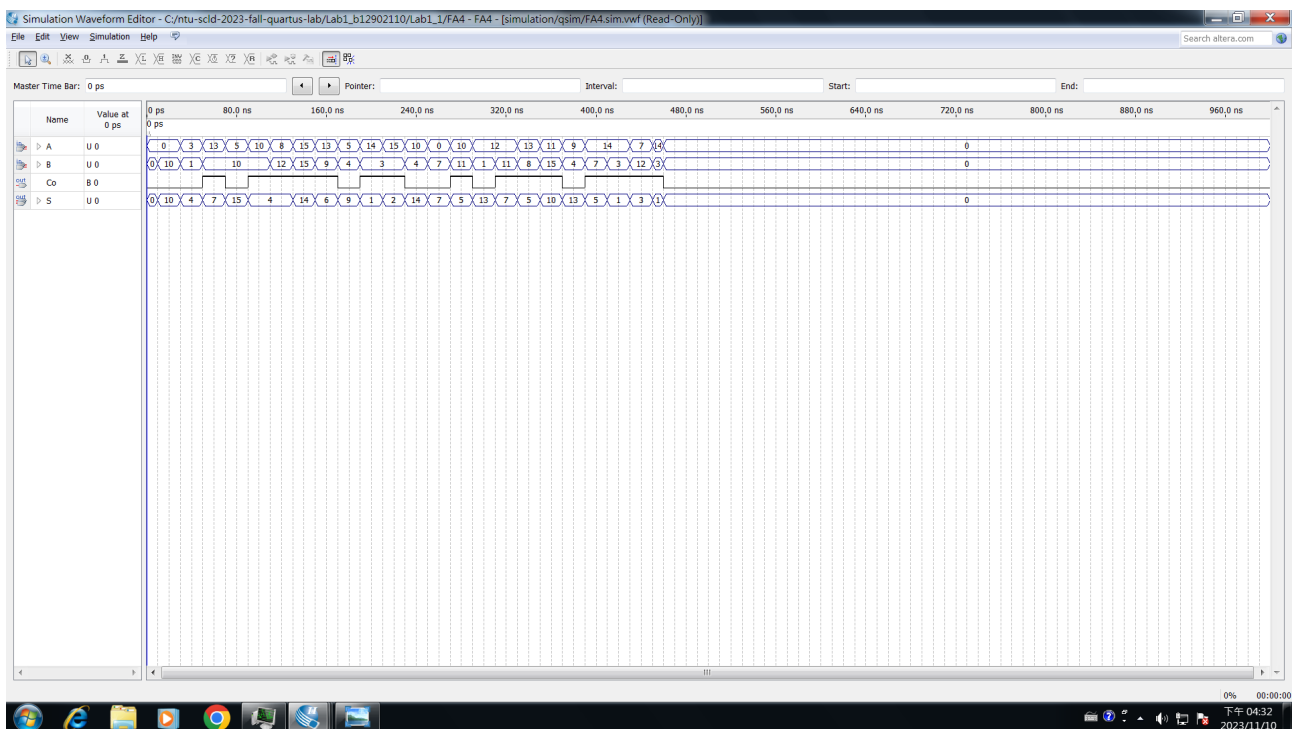 Simulation Waveform Editor - C:/ntu-scld-2023-fall-quartus-lab/Lab1_b12902110/Lab1_1/FA4 - FA4 - [simulation/qsim/FA4.sim.vwf (Read-Only)]
File Edit View Simulation Help Search altera.com
Master Time Bar: 0 ps Pointer: Interval: Start: End:
Name Value at 0 ps 0 ps 80.0 ns 160.0 ns 240.0 ns 320.0 ns 400.0 ns 480.0 ns 560.0 ns 640.0 ns 720.0 ns 800.0 ns 880.0 ns 960.0 ns
0 ps
A U 0 0 3 13 5 10 8 15 13 5 14 15 10 0 10 12 13 11 9 14 7 14 0
B U 0 0 10 1 10 12 15 9 4 3 4 7 11 1 11 8 15 4 7 3 12 3 0
out Co B 0
out S U 0 0 10 4 7 15 4 14 6 9 1 2 14 7 5 13 7 5 10 13 5 1 3 1 0
0% 00:00:00
下午 04:32
2023/11/10